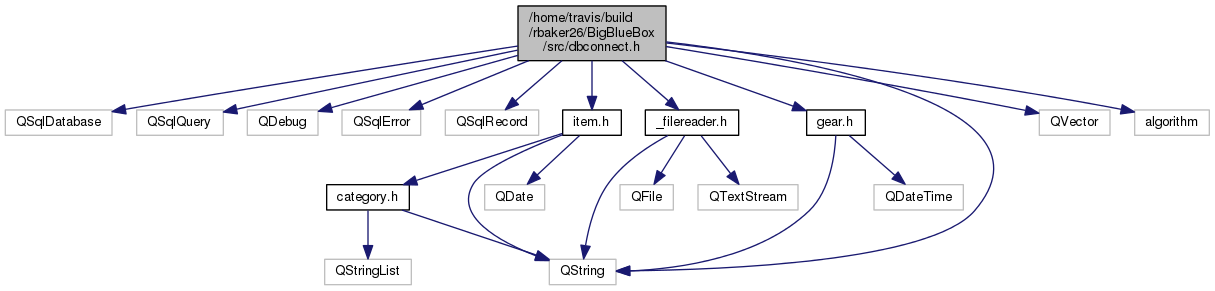 /home/travis/build
/rbaker26/BigBlueBox
/src/dbconnect.h
QSqlDatabase
QSqlQuery
QDebug
QSqlError
QSqlRecord
item.h
_filereader.h
gear.h
QVector
algorithm
category.h
QDate
QFile
QTextStream
QDateTime
QStringList
QString